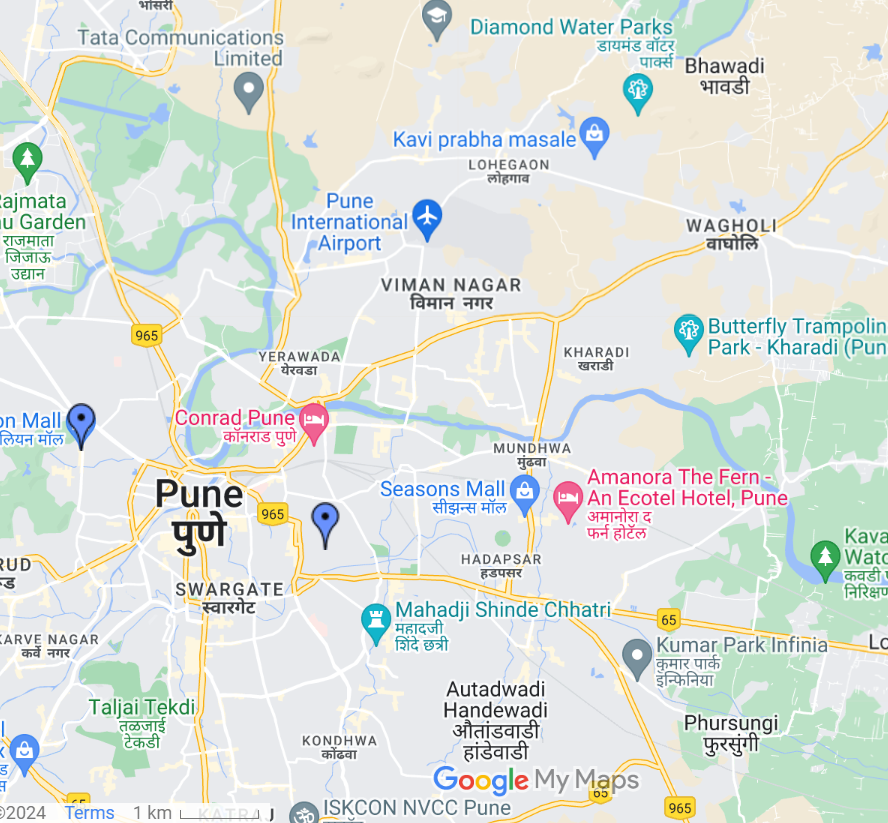 भोसरी
Tata Communications
Limited
Diamond Water Parks
डायमंड वॉटर
पार्क्स
Bhawadi
भावडी
Kavi prabha masale
LOHEGAON
लोहगाव
Rajmata
au Garden
राजमाता
जिजाऊ
उद्यान
Pune
International
Airport
WAGHOLI
वाघोलि
VIMAN NAGAR
विमान नगर
965
Butterfly Trampolin
Park - Kharadi (Pun
YERAWADA
येरवडा
KHARADI
खराडी
on Mall
लियन मॉल
Conrad Pune
कॉनराड पुणे
MUNDHWA
मुंढवा
Pune
पुणे
965
Seasons Mall
सीझन्स मॉल
Amanora The Fern -
An Ecotel Hotel, Pune
अमानोरा द
फर्न होटॅल
Kava
Watc
कवडी
निरिक्षण
RUD
HADAPSAR
हडपसर
SWARGATE
स्वारगेट
Mahadji Shinde Chhatri
महादजी
शिंदे छत्री
65
KARVE NAGAR
कर्वे नगर
Kumar Park Infinia
कुमार पार्क
इन्फिनिया
Lo
Taljai Tekdi
तळजाई
टेकडी
Autadwadi
Handewadi
औतांडवाडी
हांडेवाडी
Phursungi
फुरसुंगी
KONDHWA
कोंढवा
Google My Maps
65
65
965
©2024
Terms
1 km
KATRAJ
ISKCON NVCC Pune